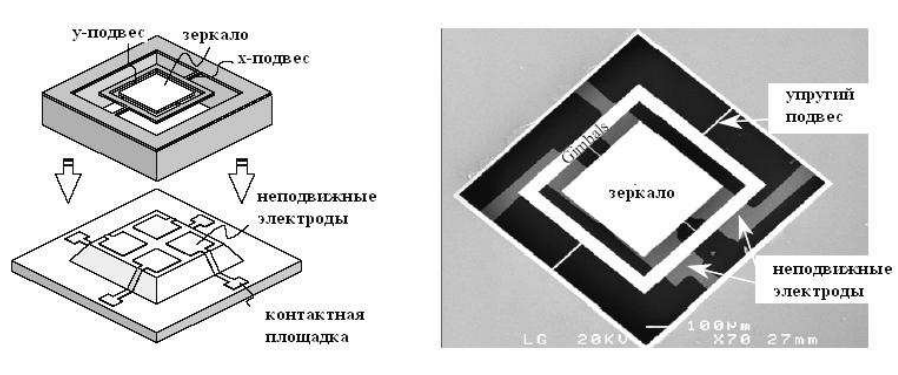 y-подвес
зеркало
x-подвес
неподвижные
электроды
контактная
площадка
упругий
подвес
Gimbals
зеркало
неподвижные
электроды
100µm
LG 20KV X70 27mm